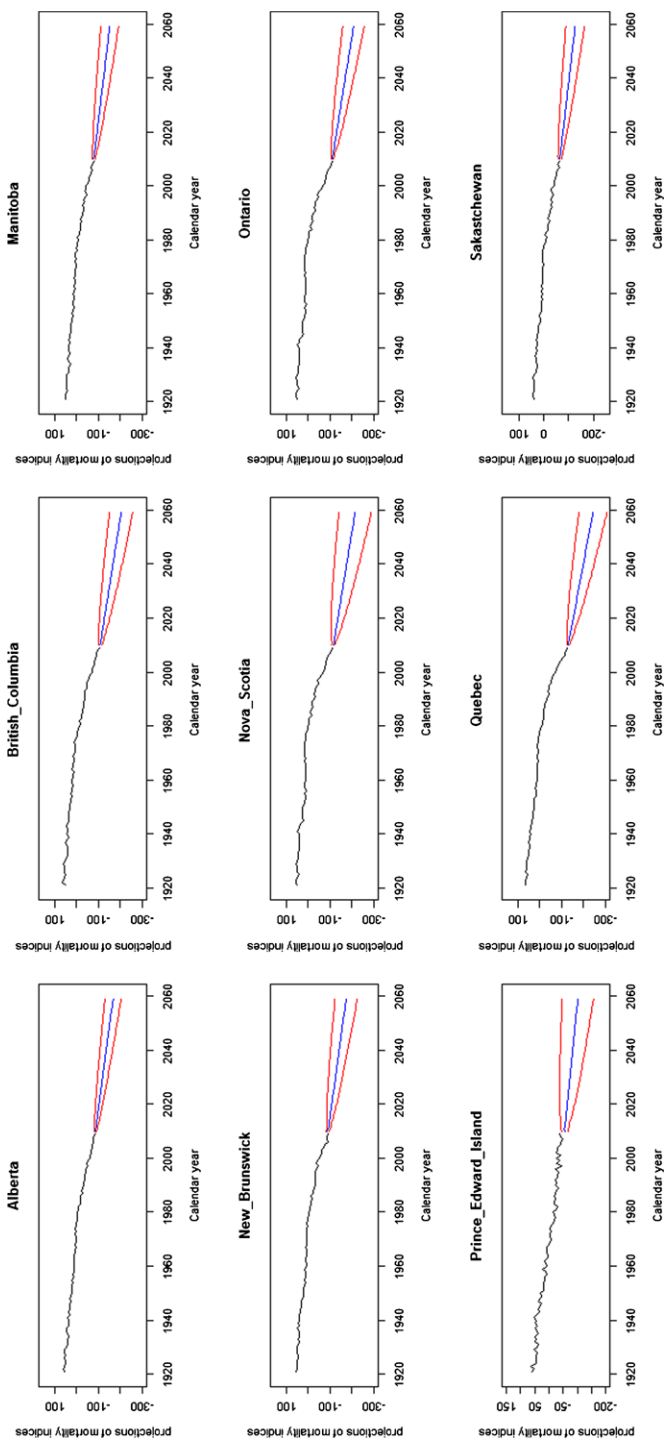 Alberta
projections of mortality indices
100
-100
-300
1920 1940 1960 1980 2000 2020 2040 2060
Calendar year
British_Columbia
projections of mortality indices
100
-100
-300
1920 1940 1960 1980 2000 2020 2040 2060
Calendar year
Manitoba
projections of mortality indices
100
-100
-300
1920 1940 1960 1980 2000 2020 2040 2060
Calendar year
New_Brunswick
projections of mortality indices
100
-100
-300
1920 1940 1960 1980 2000 2020 2040 2060
Calendar year
Nova_Scotia
projections of mortality indices
100
-100
-300
1920 1940 1960 1980 2000 2020 2040 2060
Calendar year
Ontario
projections of mortality indices
100
-100
-300
1920 1940 1960 1980 2000 2020 2040 2060
Calendar year
Prince_Edward_Island
projections of mortality indices
150
50
-50
-200
1920 1940 1960 1980 2000 2020 2040 2060
Calendar year
Quebec
projections of mortality indices
100
-100
-300
1920 1940 1960 1980 2000 2020 2040 2060
Calendar year
Sakastchewan
projections of mortality indices
100
0
-200
1920 1940 1960 1980 2000 2020 2040 2060
Calendar year